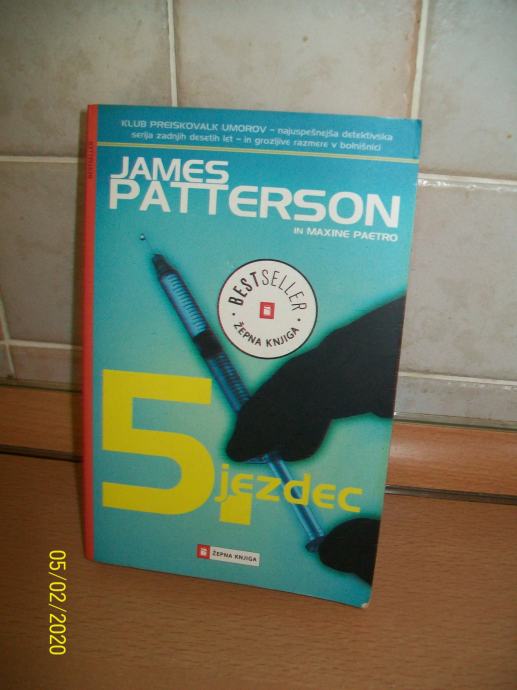 KLUB PREISKOVALK UMOROV – najuspešnejša detektivska
serija zadnjih desetih let – in grozljive razmere v bolnišnici
JAMES
PATTERSON
IN MAXINE PAETRO
BESTSELLER
ŽEPNA KNJIGA
5.
jezdec
ŽEPNA KNJIGA
05/02/2020